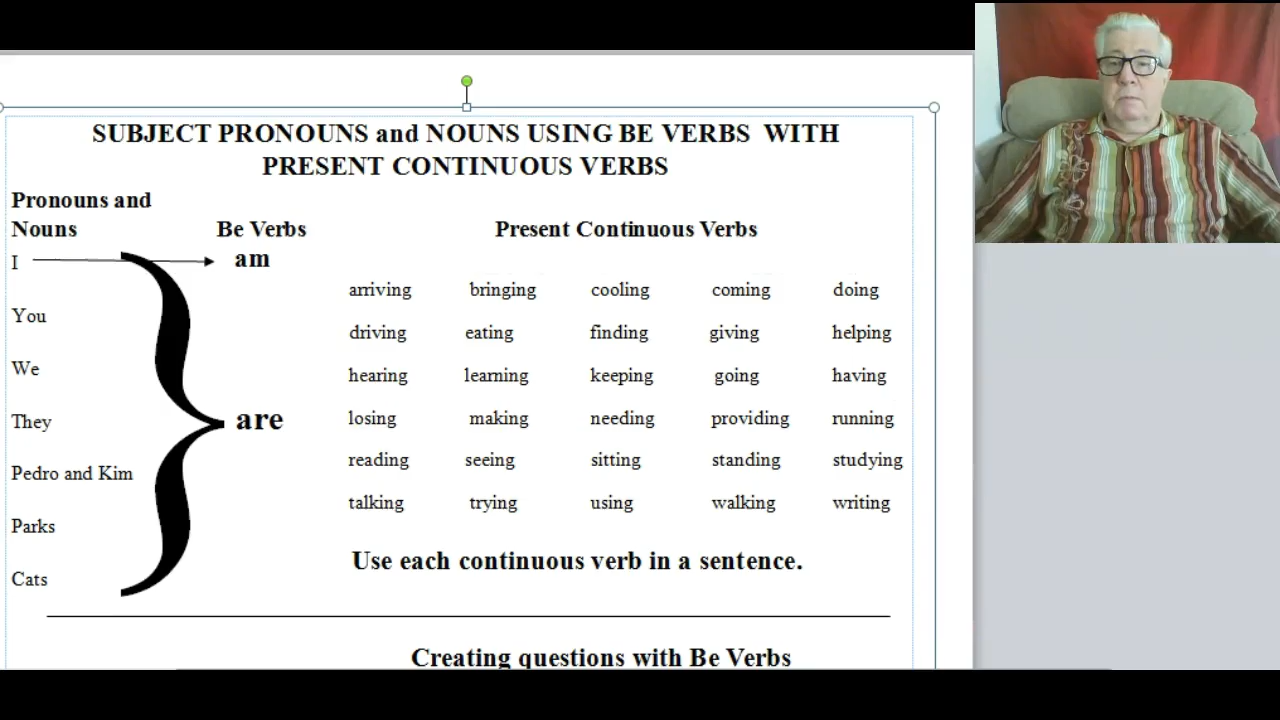 SUBJECT PRONOUNS and NOUNS USING BE VERBS WITH
PRESENT CONTINUOUS VERBS
Pronouns and
Nouns Be Verbs Present Continuous Verbs
I am
arriving bringing cooling coming doing
You
driving eating finding giving helping
We
hearing learning keeping going having
They are
losing making needing providing running
Pedro and Kim
reading seeing sitting standing studying
talking trying using walking writing
Parks
Use each continuous verb in a sentence.
Cats
Creating questions with Be Verbs